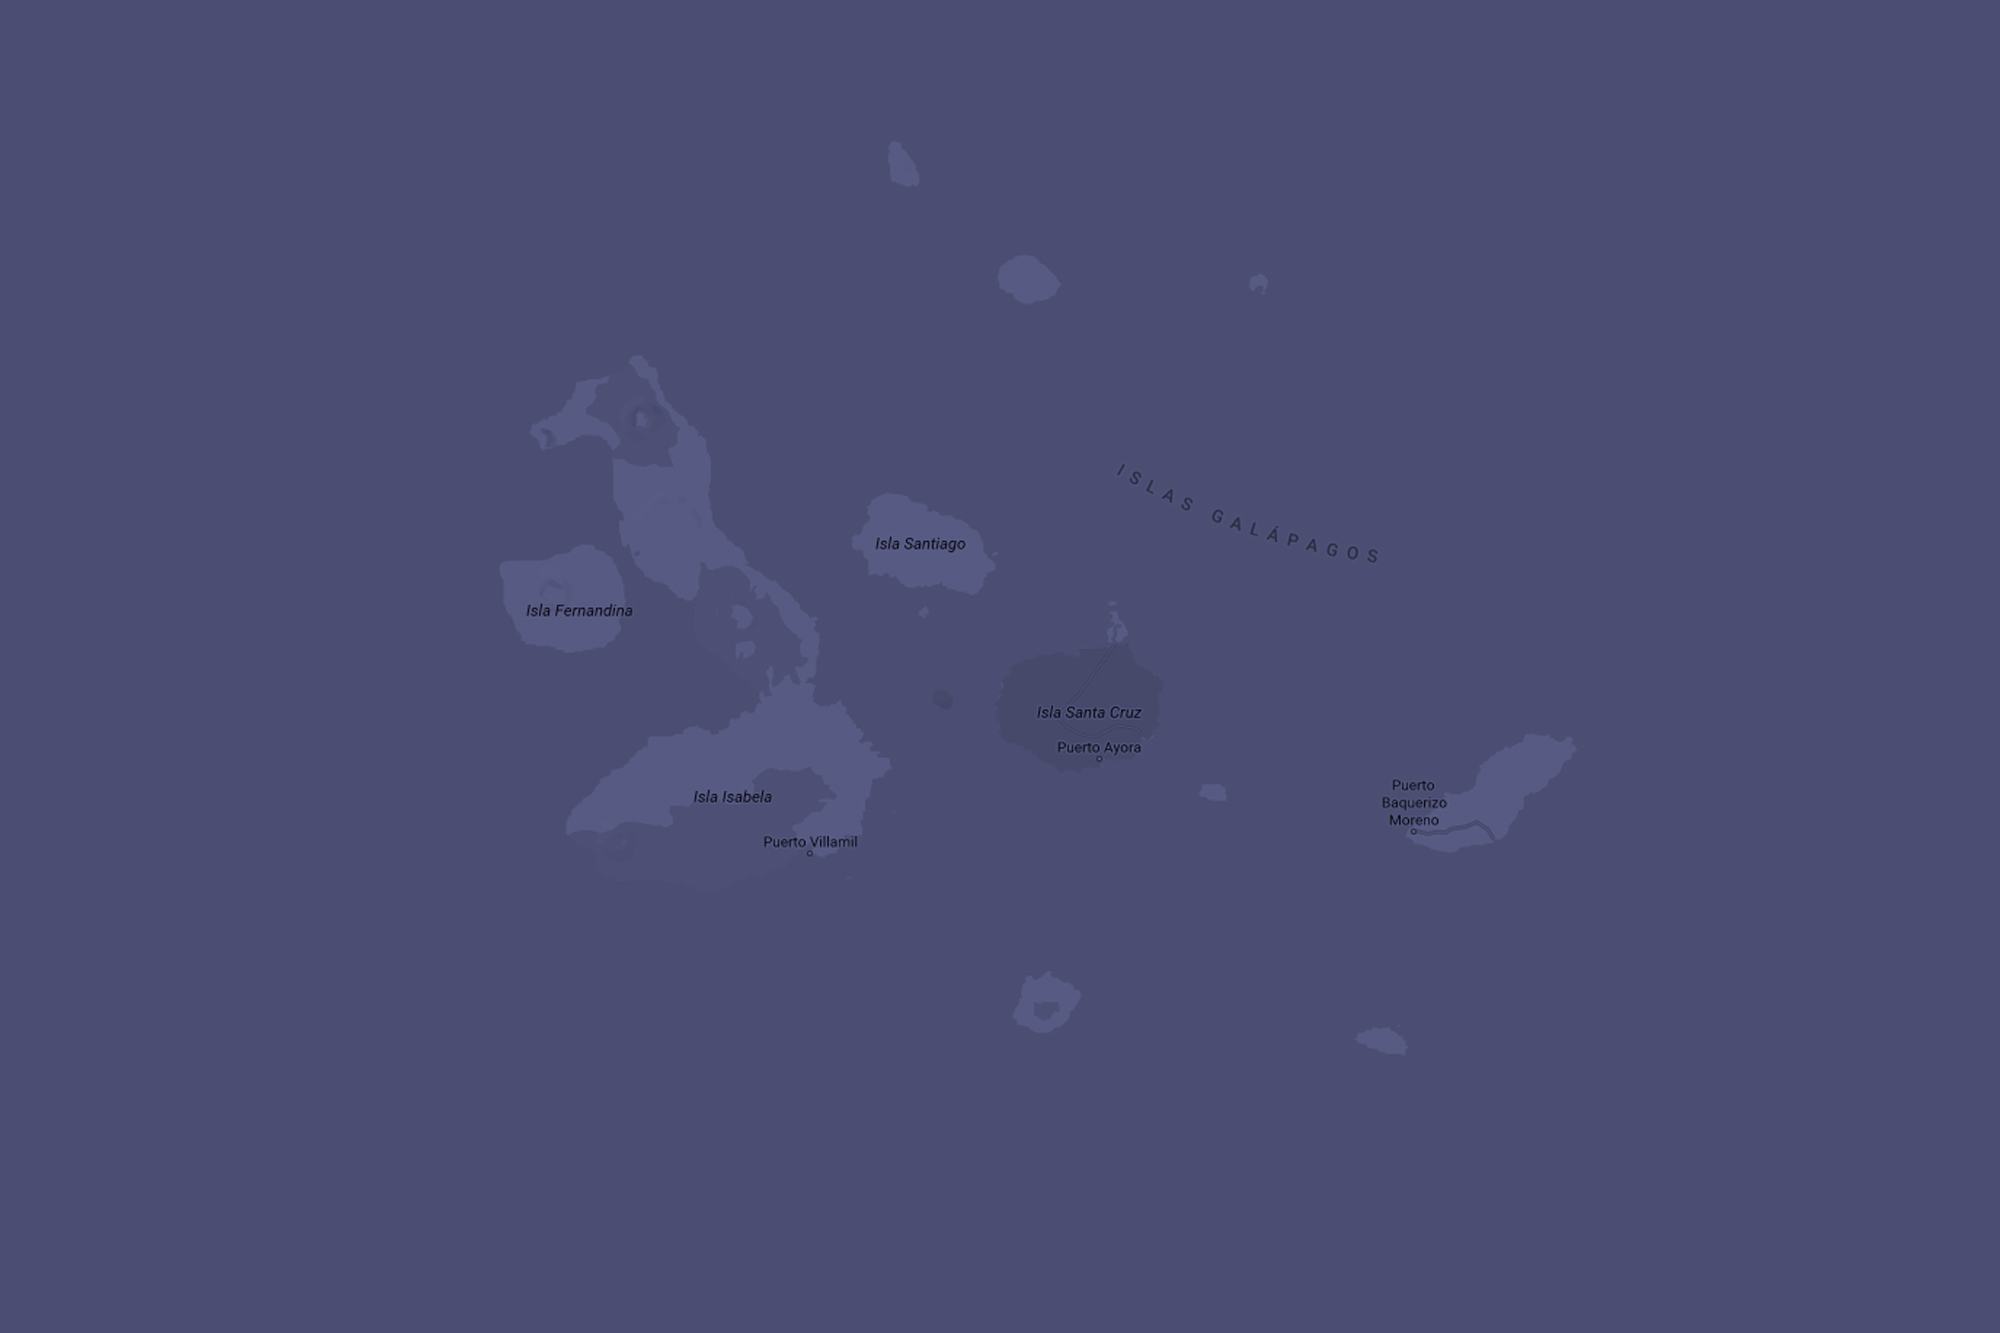 ISLAS GALÁPAGOS
Isla Santiago
Isla Fernandina
Isla Santa Cruz
Puerto Ayora
Isla Isabela
Puerto
Baquerizo
Moreno
Puerto Villamil